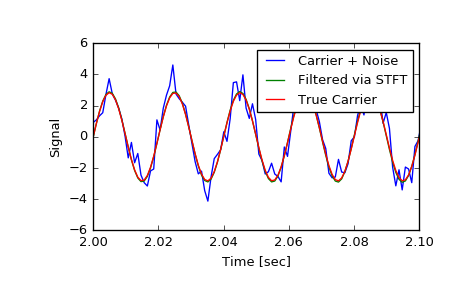 6
4
2
0
−2
−4
−6
Signal
Carrier + Noise
Filtered via STFT
True Carrier
2.00 2.02 2.04 2.06 2.08 2.10
Time [sec]